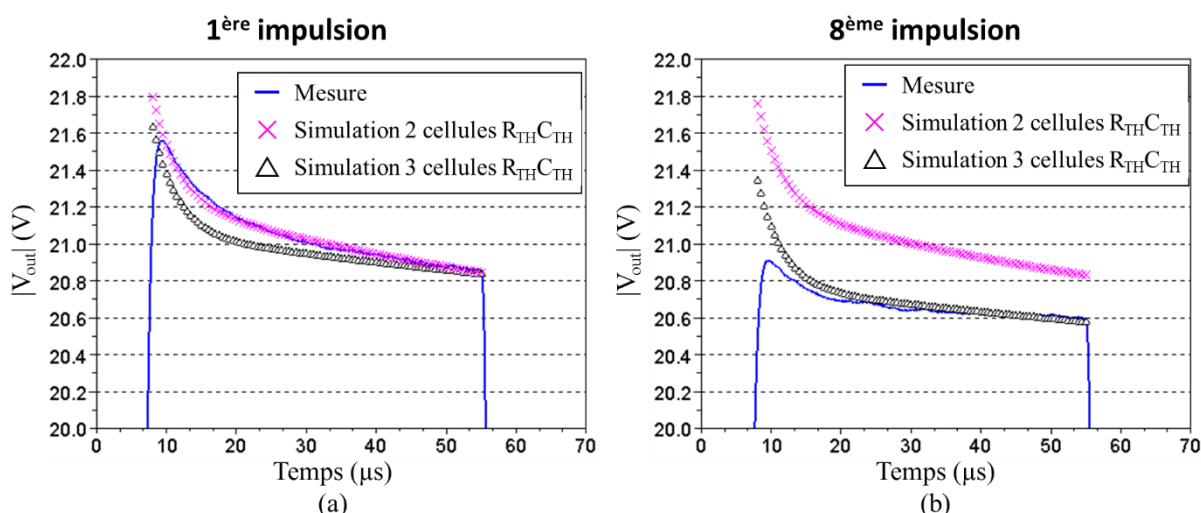 1ère impulsion
22.0
21.8
21.6
21.4
21.2
21.0
20.8
20.6
20.4
20.2
20.0
|Vout| (V)
Mesure
Simulation 2 cellules RTHCTH
Simulation 3 cellules RTHCTH
0 10 20 30 40 50 60 70
Temps (µs)
(a)
8ème impulsion
22.0
21.8
21.6
21.4
21.2
21.0
20.8
20.6
20.4
20.2
20.0
|Vout| (V)
Mesure
Simulation 2 cellules RTHCTH
Simulation 3 cellules RTHCTH
0 10 20 30 40 50 60 70
Temps (µs)
(b)